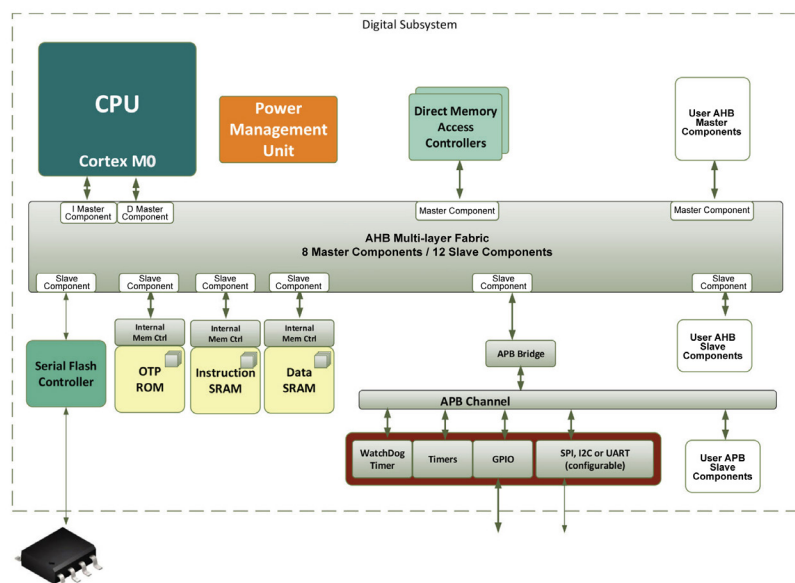 Digital Subsystem
CPU
Cortex M0
Power
Management
Unit
Direct Memory
Access
Controllers
User AHB
Master
Components
I Master
Component
D Master
Component
Master Component
Master Component
AHB Multi-layer Fabric
8 Master Components / 12 Slave Components
Slave
Component
Slave
Component
Slave
Component
Slave
Component
Slave
Component
Slave
Component
Serial Flash
Controller
Internal
Mem Ctrl
OTP
ROM
Internal
Mem Ctrl
Instruction
SRAM
Internal
Mem Ctrl
Data
SRAM
APB Bridge
User AHB
Slave
Components
APB Channel
WatchDog
Timer
Timers
GPIO
SPI, I2C or UART
(configurable)
User APB
Slave
Components